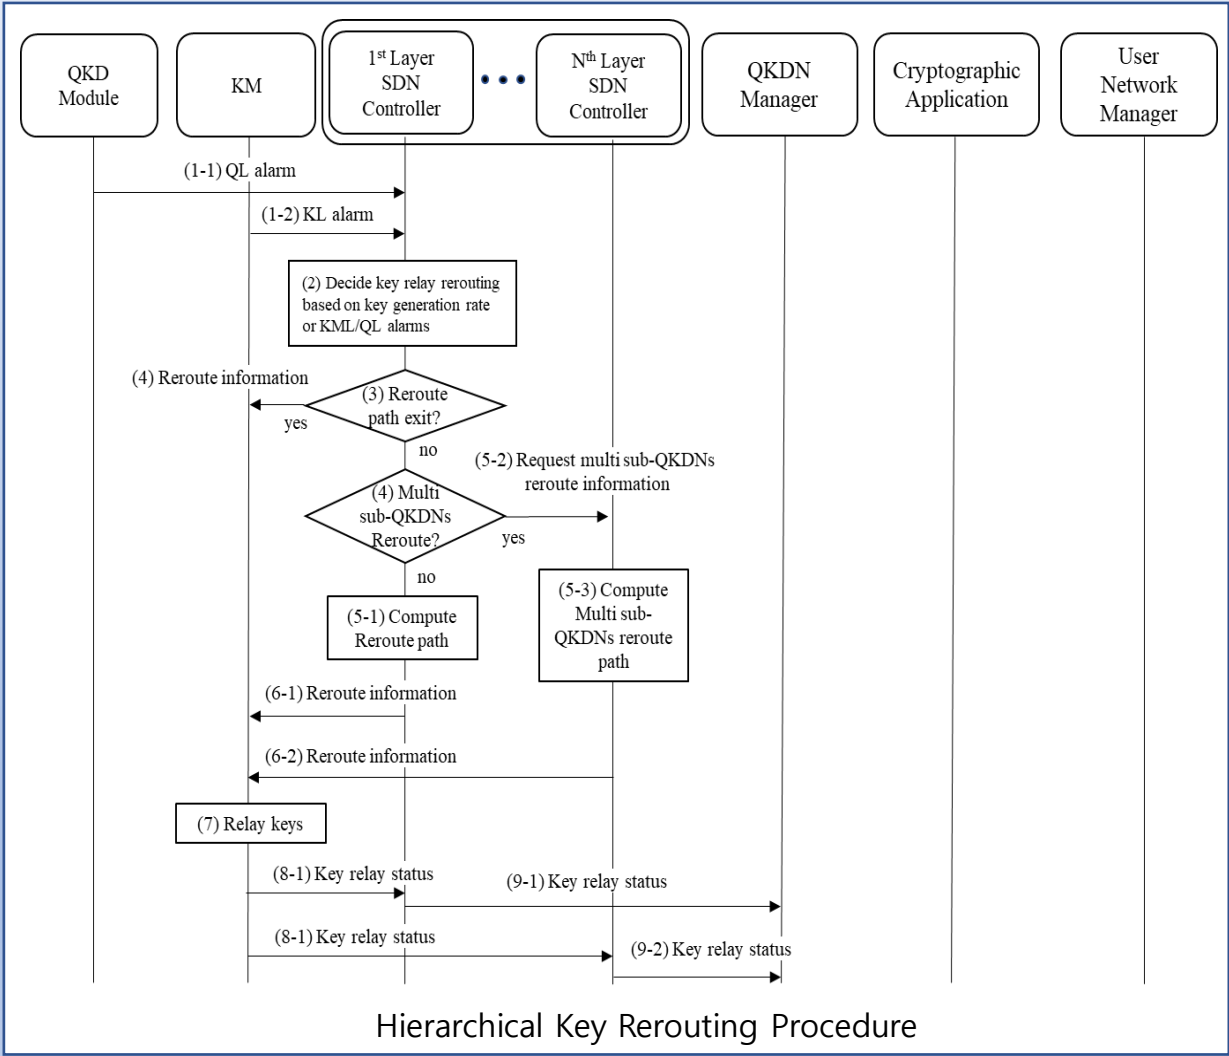 QKD
Module
KM
1st Layer
SDN
Controller
Nth Layer
SDN
Controller
QKDN
Manager
Cryptographic
Application
User
Network
Manager
(1-1) QL alarm
(1-2) KL alarm
(2) Decide key relay rerouting
based on key generation rate
or KML/QL alarms
(4) Reroute information
(3) Reroute
path exit?
yes
no
(5-2) Request multi sub-QKDNs
reroute information
(4) Multi
sub-QKDNs
Reroute?
yes
no
(5-1) Compute
Reroute path
(5-3) Compute
Multi sub-
QKDNs reroute
path
(6-1) Reroute information
(6-2) Reroute information
(7) Relay keys
(8-1) Key relay status
(9-1) Key relay status
(8-1) Key relay status
(9-2) Key relay status
Hierarchical Key Rerouting Procedure